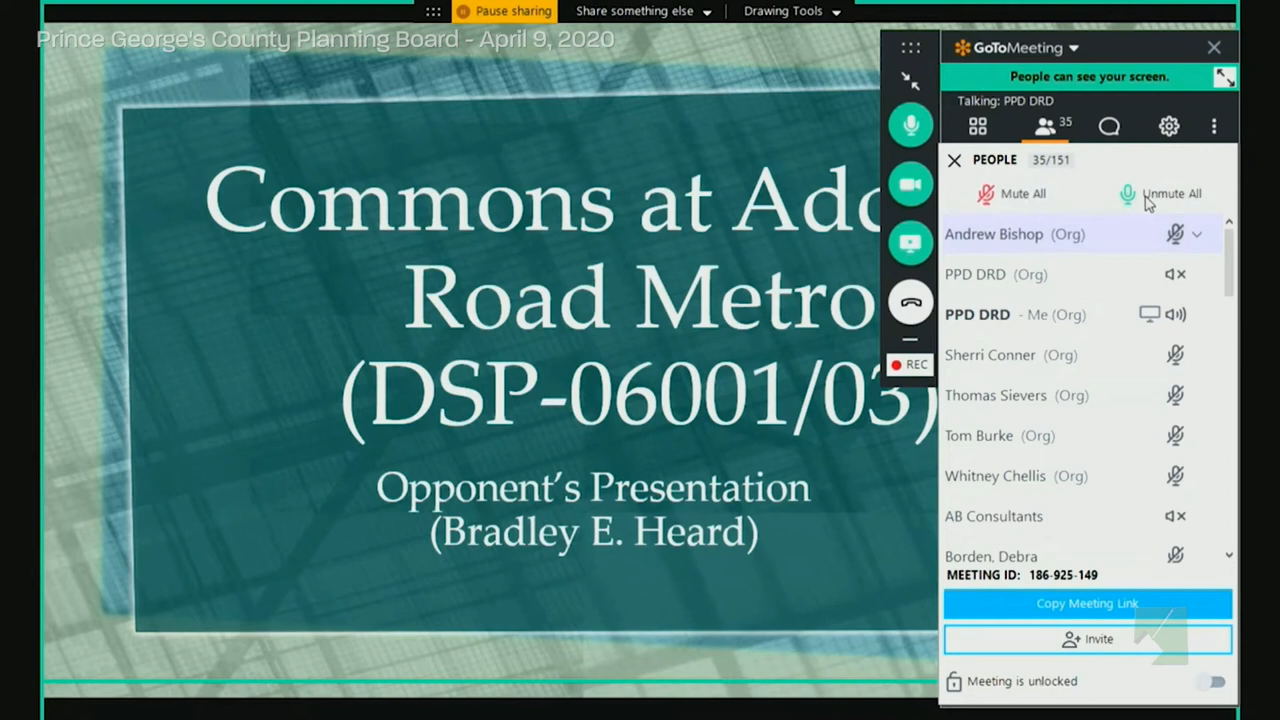 Pause sharing
Share something else
Drawing Tools
Prince George's County Planning Board - April 9, 2020
Commons at Add
Road Metro
(DSP-06001/03)
Opponent's Presentation
(Bradley E. Heard)
REC
GoToMeeting
People can see your screen.
Talking: PPD DRD
35
PEOPLE 35/151
Mute All
Unmute All
Andrew Bishop (Org)
PPD DRD (Org)
PPD DRD - Me (Org)
Sherri Conner (Org)
Thomas Sievers (Org)
Tom Burke (Org)
Whitney Chellis (Org)
AB Consultants
Borden, Debra
MEETING ID: 186-925-149
Copy Meeting Link
Invite
Meeting is unlocked